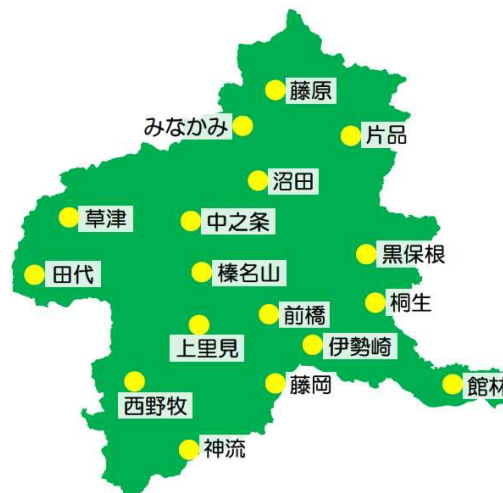 藤原
みなかみ
片品
沼田
草津
中之条
黒保根
田代
榛名山
桐生
前橋
上里見
伊勢崎
西野牧
藤岡
館林
神流